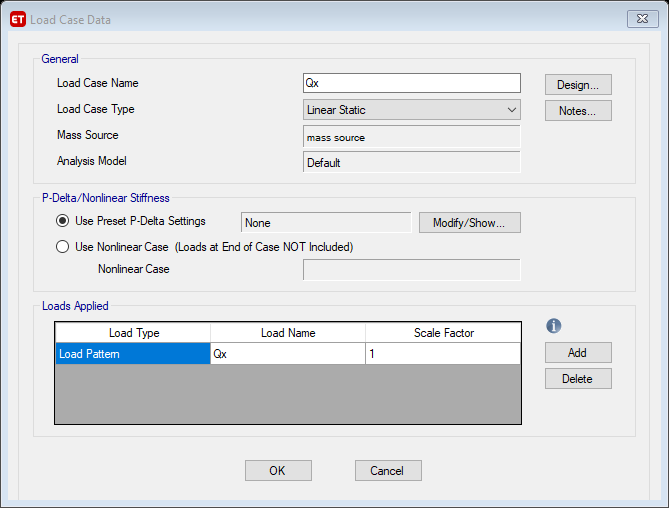 ET Load Case Data
General
Load Case Name Qx Design...
Load Case Type Linear Static Notes...
Mass Source mass source
Analysis Model Default
P-Delta/Nonlinear Stiffness
Use Preset P-Delta Settings None Modify/Show...
Use Nonlinear Case (Loads at End of Case NOT Included)
Nonlinear Case
Loads Applied
Load Type Load Name Scale Factor
Load Pattern Qx 1
Add
Delete
OK Cancel